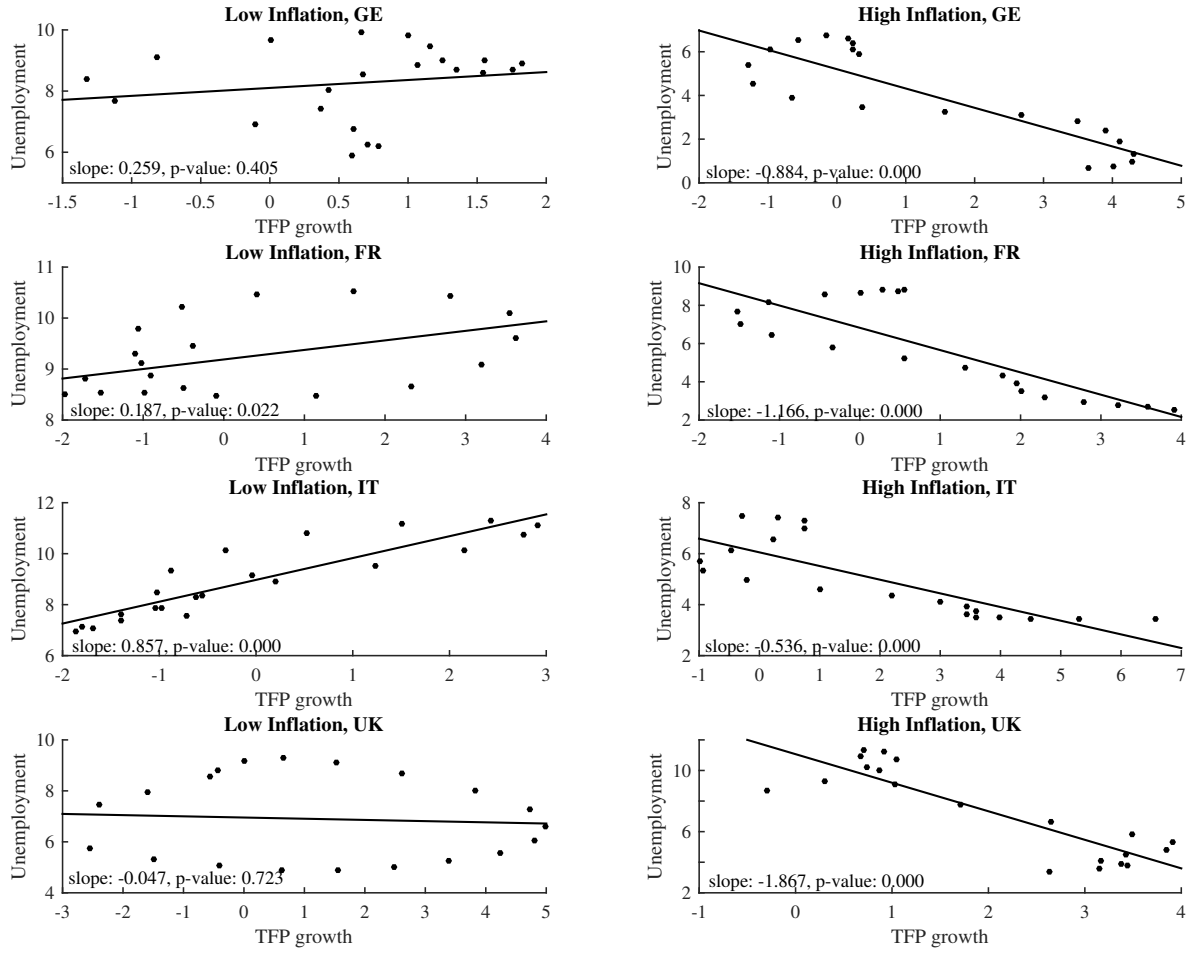 Low Inflation, GE
Unemployment
10
8
6
slope: 0.259, p-value: 0.405
-1.5 -1 -0.5 0 0.5 1 1.5 2
TFP growth
High Inflation, GE
Unemployment
6
4
2
0
slope: -0.884, p-value: 0.000
-2 -1 0 1 2 3 4 5
TFP growth
Low Inflation, FR
Unemployment
11
10
9
8
slope: 0.187, p-value: 0.022
-2 -1 0 1 2 3 4
TFP growth
High Inflation, FR
Unemployment
10
8
6
4
2
slope: -1.166, p-value: 0.000
-2 -1 0 1 2 3 4
TFP growth
Low Inflation, IT
Unemployment
12
10
8
6
slope: 0.857, p-value: 0.000
-2 -1 0 1 2 3
TFP growth
High Inflation, IT
Unemployment
8
6
4
2
slope: -0.536, p-value: 0.000
-1 0 1 2 3 4 5 6 7
TFP growth
Low Inflation, UK
Unemployment
10
8
6
4
slope: -0.047, p-value: 0.723
-3 -2 -1 0 1 2 3 4 5
TFP growth
High Inflation, UK
Unemployment
10
6
2
slope: -1.867, p-value: 0.000
-1 0 1 2 3 4
TFP growth